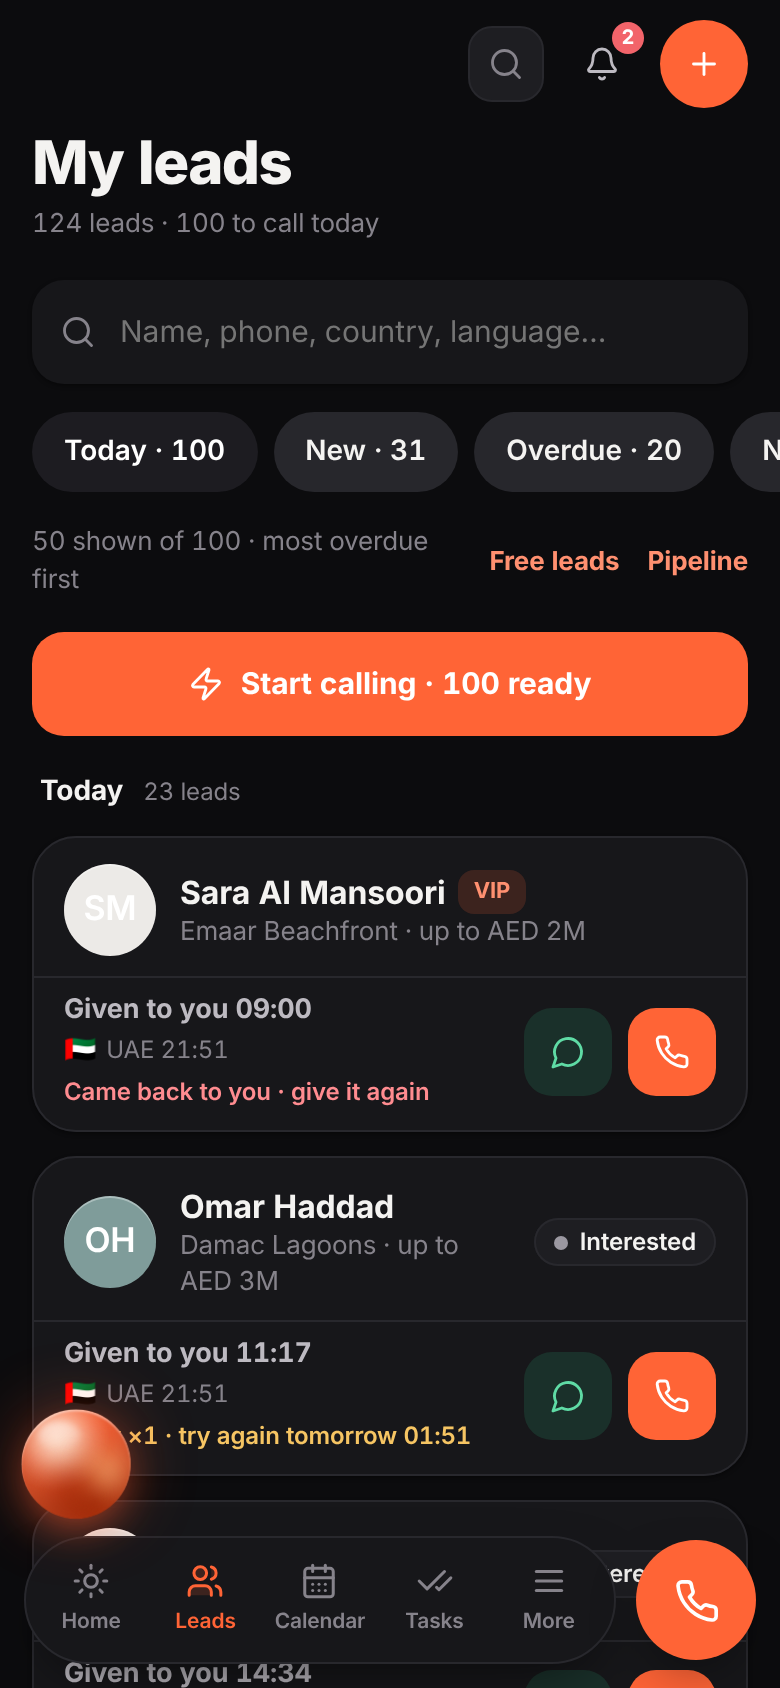 2
My leads
124 leads · 100 to call today
Name, phone, country, language...
Today · 100
New · 31
Overdue · 20
50 shown of 100 · most overdue
first
Free leads
Pipeline
Start calling · 100 ready
Today 23 leads
SM
Sara Al Mansoori
VIP
Emaar Beachfront · up to AED 2M
Given to you 09:00
UAE 21:51
Came back to you · give it again
OH
Omar Haddad
Damac Lagoons · up to
AED 3M
Interested
Given to you 11:17
UAE 21:51
×1 · try again tomorrow 01:51
Home
Leads
Calendar
Tasks
More
Given to you 14:34